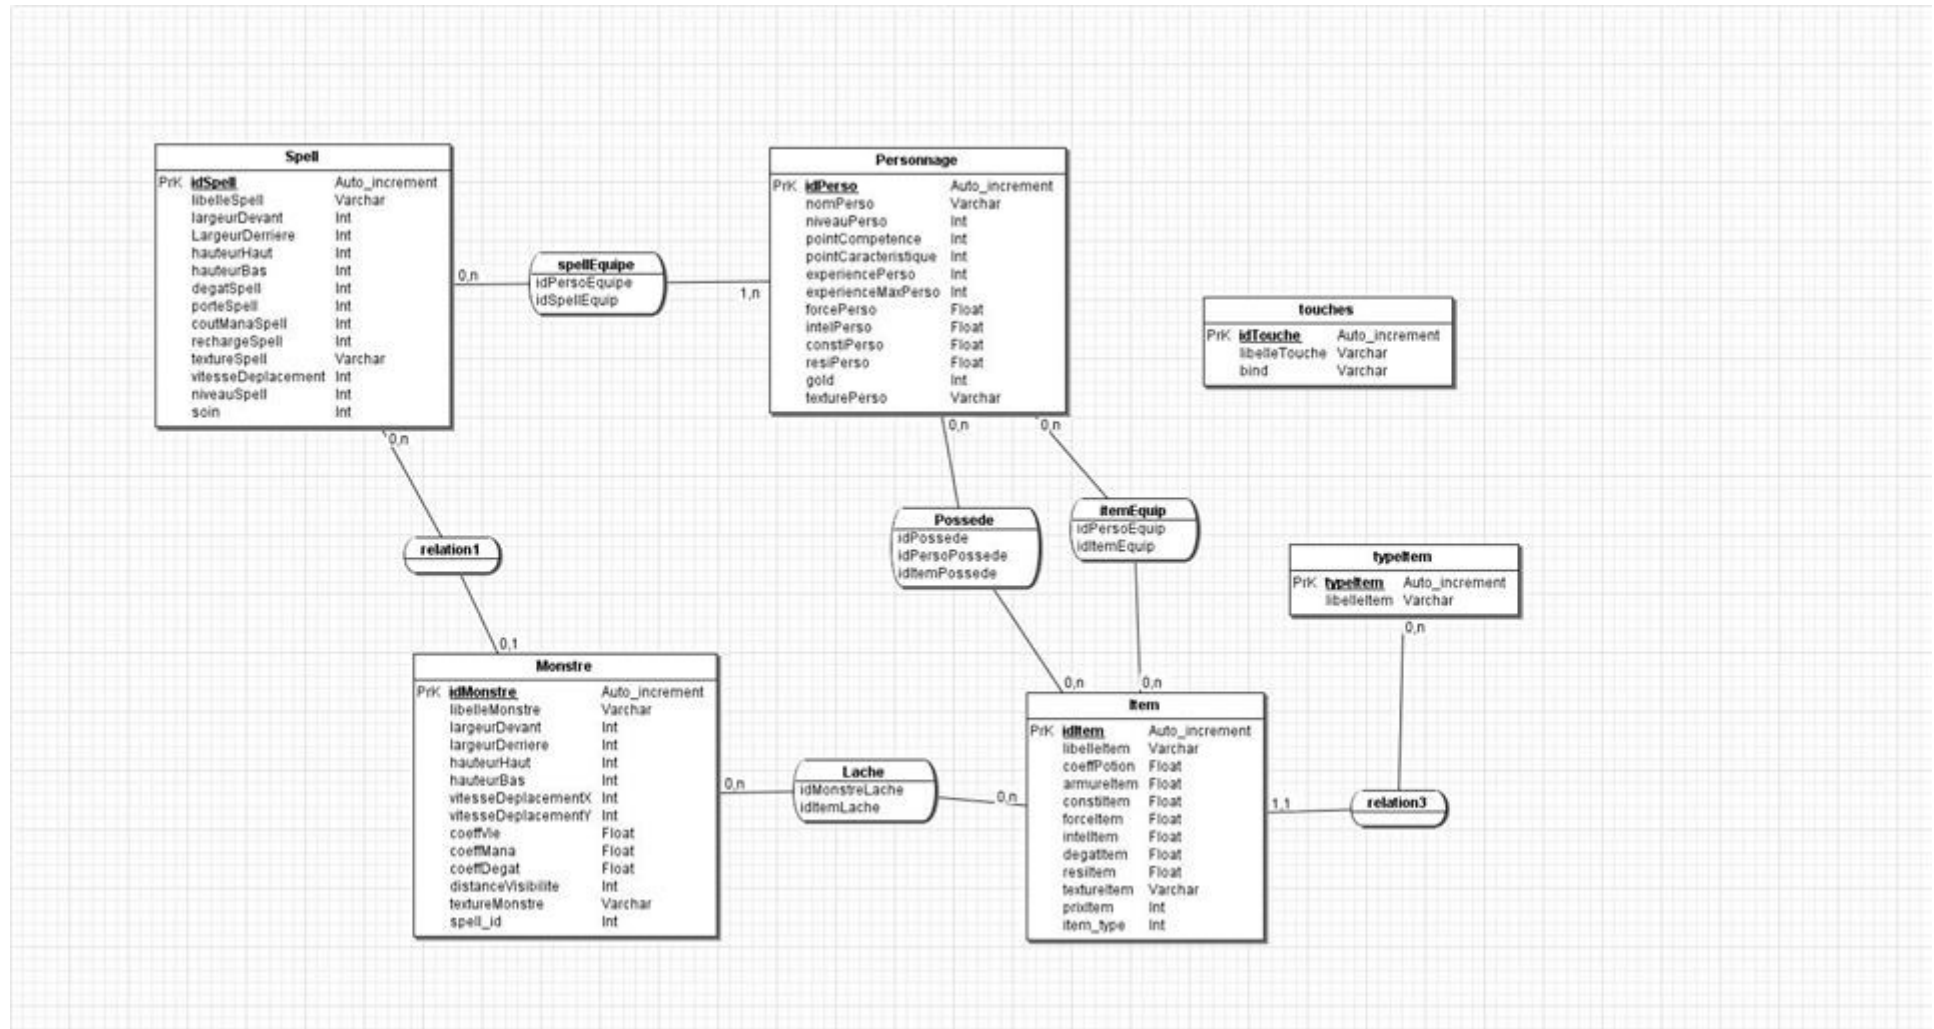 Spell
PrK idSpell Auto_increment
libelleSpell Varchar
largeurDevant Int
LargeurDerriere Int
hauteurHaut Int
hauteurBas Int
degatSpell Int
porteSpell Int
coutManaSpell Int
rechargeSpell Int
textureSpell Varchar
vitesseDeplacement Int
niveauSpell Int
soin Int
0,n
spellEquipe
idPersoEquipe
idSpellEquip
1,n
Personnage
PrK idPerso Auto_increment
nomPerso Varchar
niveauPerso Int
pointCompetence Int
pointCaracteristique Int
experiencePerso Int
experienceMaxPerso Int
forcePerso Float
intelPerso Float
constiPerso Float
resiPerso Float
gold Int
texturePerso Varchar
touches
PrK idTouche Auto_increment
libelleTouche Varchar
bind Varchar
0,n
relation1
0,1
0,n
Possede
idPossede
idPersoPossede
idItemPossede
0,n
0,n
itemEquip
idPersoEquip
idItemEquip
0,n
typeItem
PrK typeItem Auto_increment
libelleItem Varchar
0,n
Monstre
PrK idMonstre Auto_increment
libelleMonstre Varchar
largeurDevant Int
largeurDerriere Int
hauteurHaut Int
hauteurBas Int
vitesseDeplacementX Int
vitesseDeplacementY Int
coeffVie Float
coeffMana Float
coeffDegat Float
distanceVisibilite Int
textureMonstre Varchar
spell_id Int
0,n
Lache
idMonstreLache
idItemLache
0,n
Item
PrK idItem Auto_increment
libelleItem Varchar
coeffPotion Float
armureItem Float
constiItem Float
forceItem Float
intelItem Float
degatItem Float
resiItem Float
textureItem Varchar
prixItem Int
item_type Int
1,1
relation3